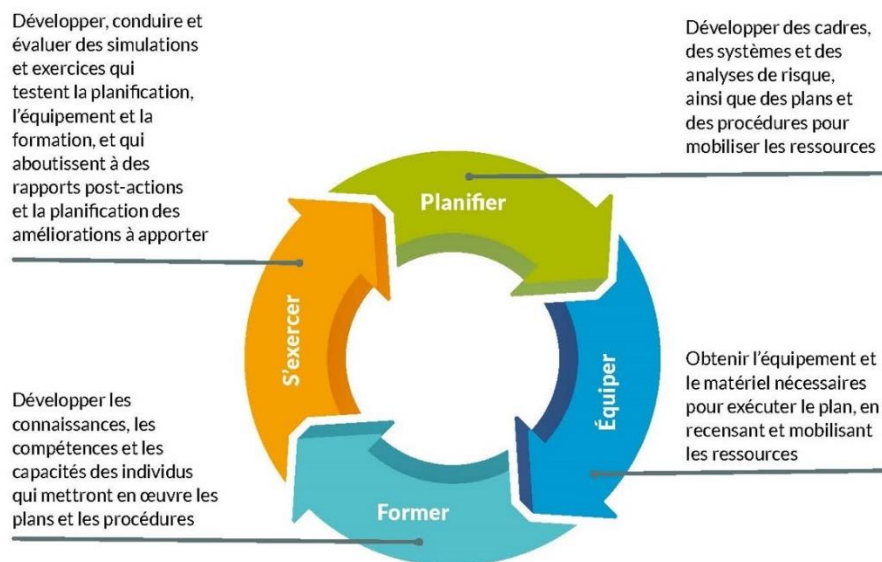 Développer, conduire et
évaluer des simulations
et exercices qui
testent la planification,
l'équipement et la
formation, et qui
aboutissent à des
rapports post-actions
et la planification des
améliorations à apporter
Développer des cadres,
des systèmes et des
analyses de risque,
ainsi que des plans et
des procédures pour
mobiliser les ressources
Planifier
S'exercer
Équiper
Former
Développer les
connaissances, les
compétences et les
capacités des individus
qui mettront en œuvre les
plans et les procédures
Obtenir l'équipement et
le matériel nécessaires
pour exécuter le plan, en
recensant et mobilisant
les ressources